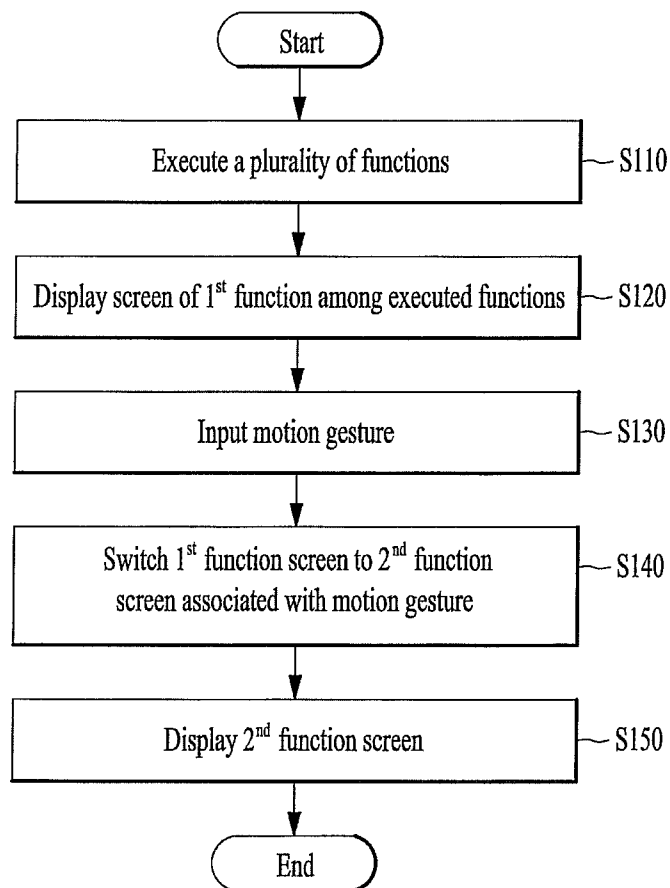 Start
Execute a plurality of functions
S110
Display screen of 1st function among executed functions
S120
Input motion gesture
S130
Switch 1st function screen to 2nd function
screen associated with motion gesture
S140
Display 2nd function screen
S150
End